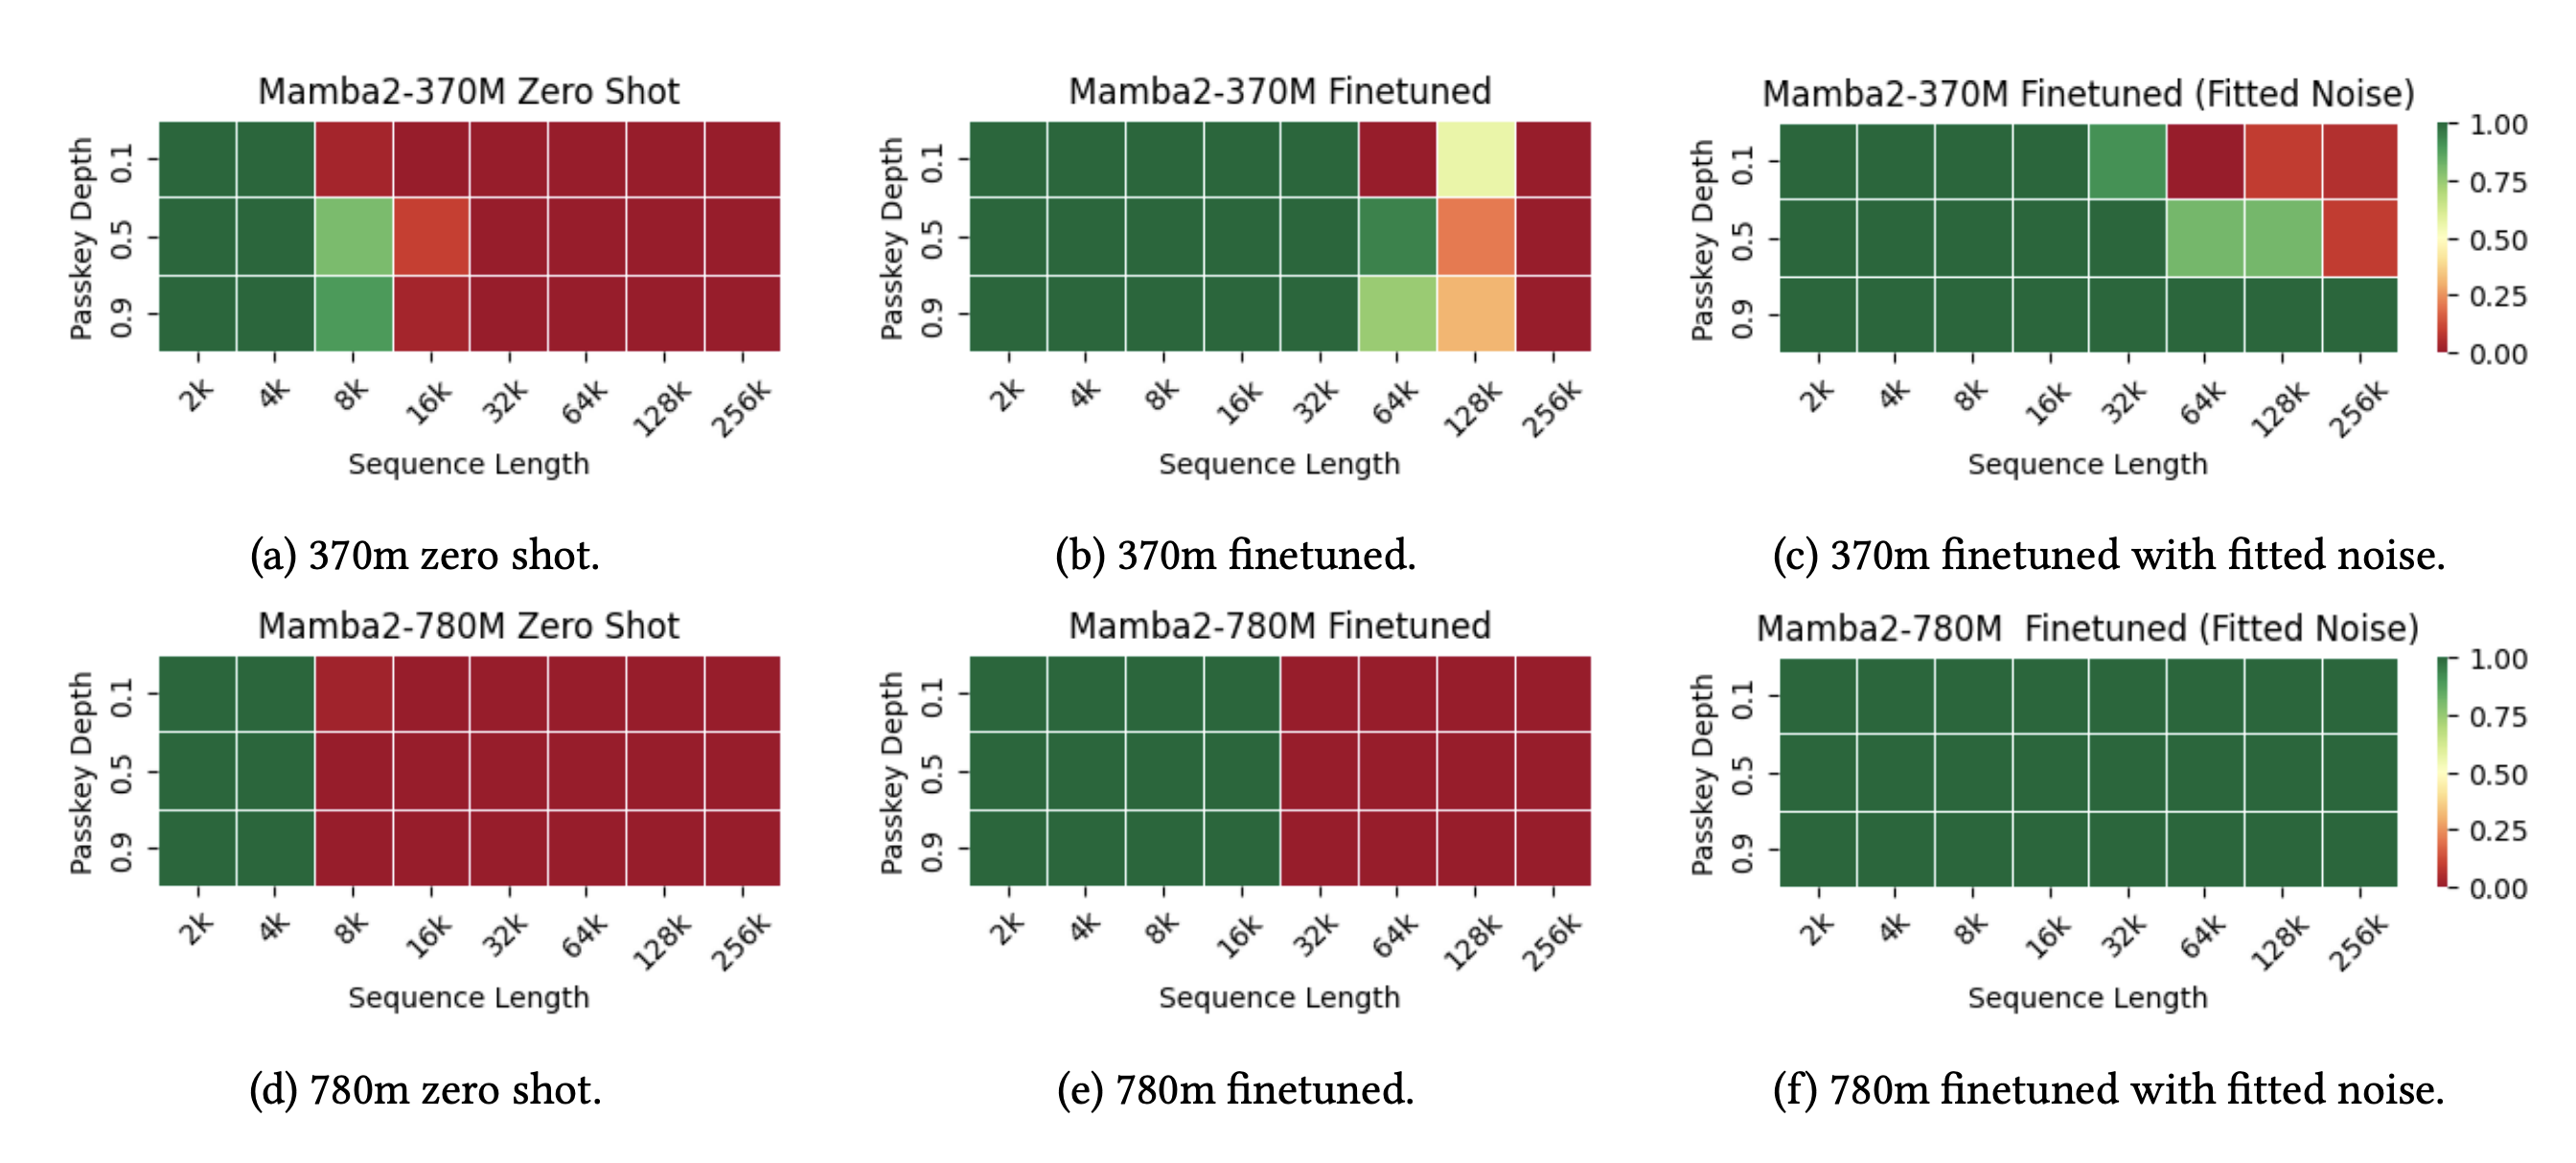 Mamba2-370M Zero Shot
Passkey Depth
0.1
0.5
0.9
2k 4k 8k 16k 32k 64k 128k 256k
Sequence Length
(a) 370m zero shot.
Mamba2-370M Finetuned
Passkey Depth
0.1
0.5
0.9
2k 4k 8k 16k 32k 64k 128k 256k
Sequence Length
(b) 370m finetuned.
Mamba2-370M Finetuned (Fitted Noise)
Passkey Depth
0.1
0.5
0.9
2k 4k 8k 16k 32k 64k 128k 256k
Sequence Length
1.00
0.75
0.50
0.25
0.00
(c) 370m finetuned with fitted noise.
Mamba2-780M Zero Shot
Passkey Depth
0.1
0.5
0.9
2k 4k 8k 16k 32k 64k 128k 256k
Sequence Length
(d) 780m zero shot.
Mamba2-780M Finetuned
Passkey Depth
0.1
0.5
0.9
2k 4k 8k 16k 32k 64k 128k 256k
Sequence Length
(e) 780m finetuned.
Mamba2-780M  Finetuned (Fitted Noise)
Passkey Depth
0.1
0.5
0.9
2k 4k 8k 16k 32k 64k 128k 256k
Sequence Length
1.00
0.75
0.50
0.25
0.00
(f) 780m finetuned with fitted noise.